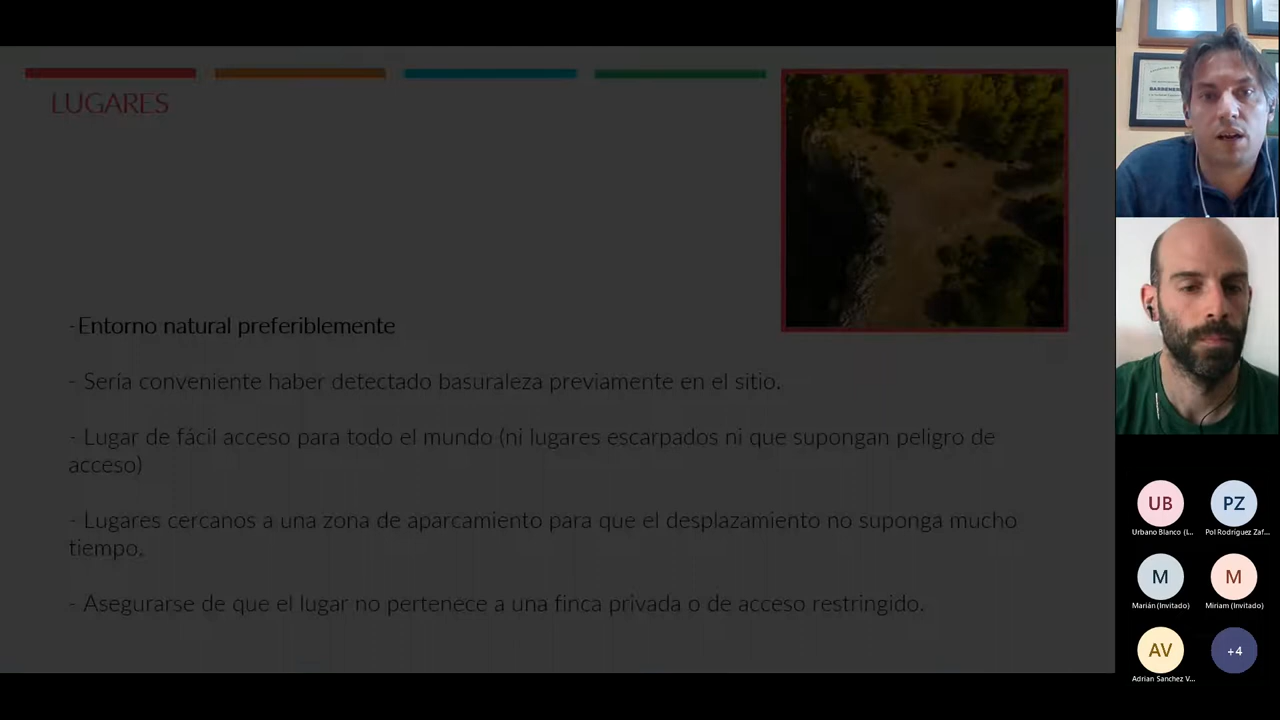 LUGARES
-Entorno natural preferiblemente
- Sería conveniente haber detectado basuraleza previamente en el sitio.
- Lugar de fácil acceso para todo el mundo (ni lugares escarpados ni que supongan peligro de
acceso)
- Lugares cercanos a una zona de aparcamiento para que el desplazamiento no suponga mucho
tiempo.
- Asegurarse de que el lugar no pertenece a una finca privada o de acceso restringido.
UB
PZ
Urbano Blanco (I...
Pol Rodríguez Zaf...
M
M
Marián (Invitado)
Miriam (Invitado)
AV
+4
Adrian Sanchez V...